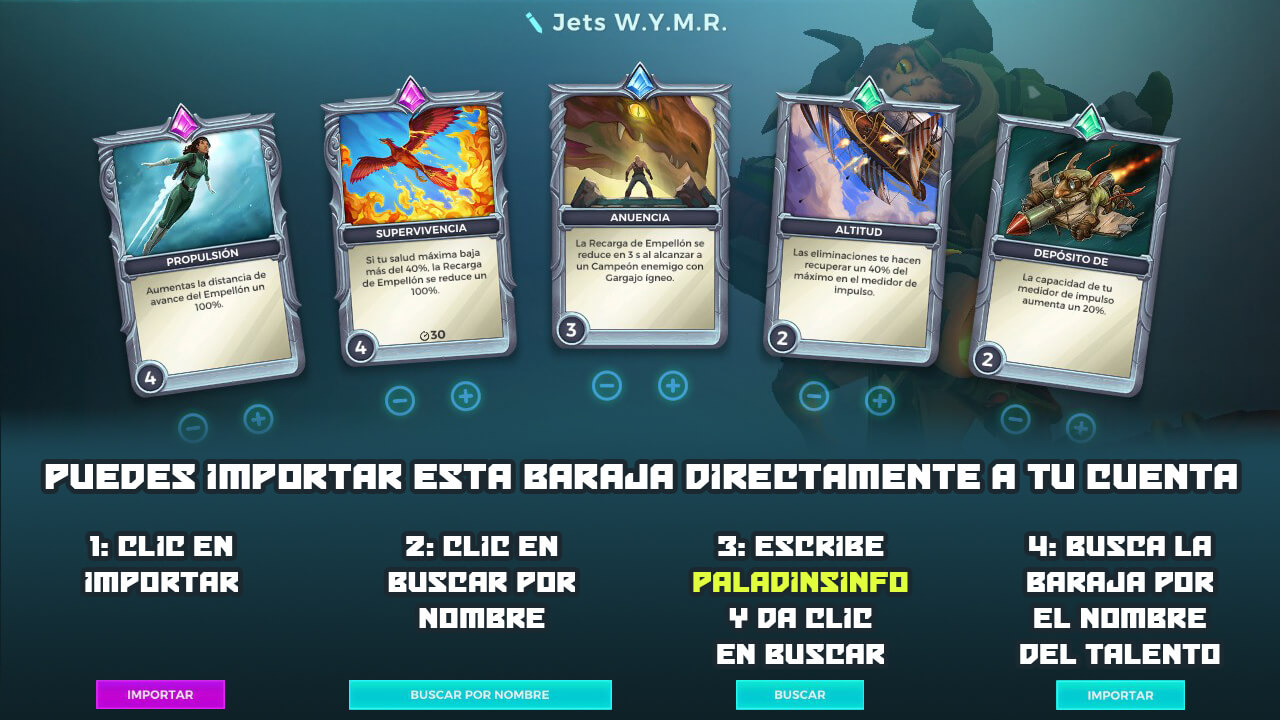 Jets W.Y.M.R.
PROPULSIÓN
Aumentas la distancia de
avance del Empellón un
100%.
4
SUPERVIVENCIA
Si tu salud máxima baja
más del 40%, la Recarga
de Empellón se reduce un
100%.
30
4
ANUENCIA
La Recarga de Empellón se
reduce en 3 s al alcanzar a
un Campeón enemigo con
Gargajo ígneo.
3
ALTITUD
Las eliminaciones te hacen
recuperar un 40% del
máximo en el medidor de
impulso.
2
DEPÓSITO DE
La capacidad de tu
medidor de impulso
aumenta un 20%.
2
PUEDES IMPORTAR ESTA BARAJA DIRECTAMENTE A TU CUENTA
1: CLIC EN
IMPORTAR
IMPORTAR
2: CLIC EN
BUSCAR POR
NOMBRE
BUSCAR POR NOMBRE
3: ESCRIBE
PALADINSINFO
Y DA CLIC
EN BUSCAR
BUSCAR
4: BUSCA LA
BARAJA POR
EL NOMBRE
DEL TALENTO
IMPORTAR